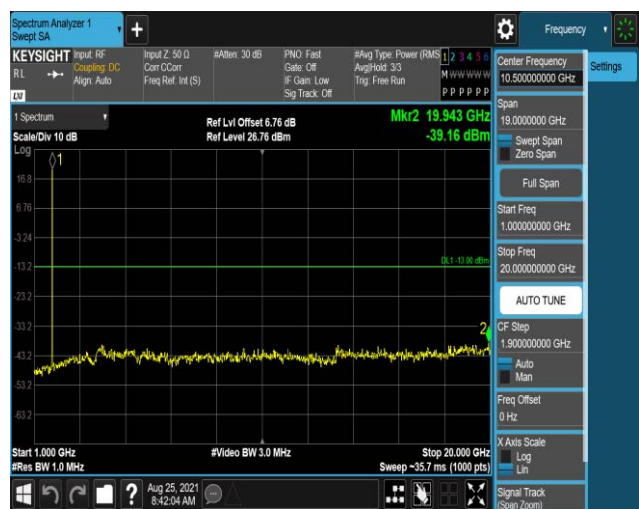 Spectrum Analyzer 1
Swept SA
+
Frequency
KEYSIGHT
RL
LXI
Input: RF
Coupling: DC
Align: Auto
Input Z: 50 Ω
Corr CCorr
Freq Ref: Int (S)
#Atten: 30 dB
PNO: Fast
Gate: Off
IF Gain: Low
Sig Track: Off
#Avg Type: Power (RMS
Avg|Hold: 3/3
Trig: Free Run
1 2 3 4 5 6
M W W W W W
P P P P P P
Center Frequency
10.500000000 GHz
Settings
Span
19.0000000 GHz
Swept Span
Zero Span
Full Span
Start Freq
1.000000000 GHz
Stop Freq
20.000000000 GHz
AUTO TUNE
CF Step
1.900000000 GHz
Auto
Man
Freq Offset
0 Hz
X Axis Scale
Log
Lin
Signal Track
(Span Zoom)
1 Spectrum
Scale/Div 10 dB
Log
Ref Lvl Offset 6.76 dB
Ref Level 26.76 dBm
Mkr2 19.943 GHz
-39.16 dBm
1
16.8
6.76
-3.24
-13.2
DL1 -13.00 dBm
-23.2
-33.2
2
-43.2
-53.2
-63.2
Start 1.000 GHz
#Res BW 1.0 MHz
#Video BW 3.0 MHz
Stop 20.000 GHz
Sweep ~35.7 ms (1000 pts)
?
Aug 25, 2021
8:42:04 AM